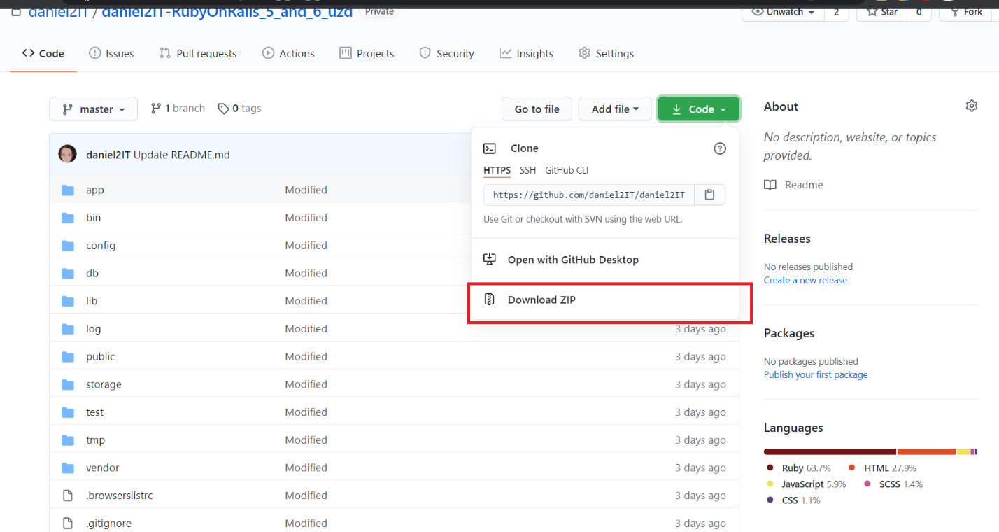 daniel2IT / daniel2IT-RubyOnRails_5_and_6_uzd Private
Unwatch 2 Star 0 Fork
Code Issues Pull requests Actions Projects Security Insights Settings
master 1 branch 0 tags Go to file Add file Code
daniel2IT Update README.md
app Modified
bin Modified
config Modified
db Modified
lib Modified
log Modified 3 days ago
public Modified 3 days ago
storage Modified 3 days ago
test Modified 3 days ago
tmp Modified 3 days ago
vendor Modified 3 days ago
.browserslistrc Modified 3 days ago
.gitignore Modified 3 days ago
Clone
HTTPS SSH GitHub CLI
https://github.com/daniel2IT/daniel2IT
Use Git or checkout with SVN using the web URL.
Open with GitHub Desktop
Download ZIP
About
No description, website, or topics
provided.
Readme
Releases
No releases published
Create a new release
Packages
No packages published
Publish your first package
Languages
Ruby 63.7% HTML 27.9%
JavaScript 5.9% SCSS 1.4%
CSS 1.1%